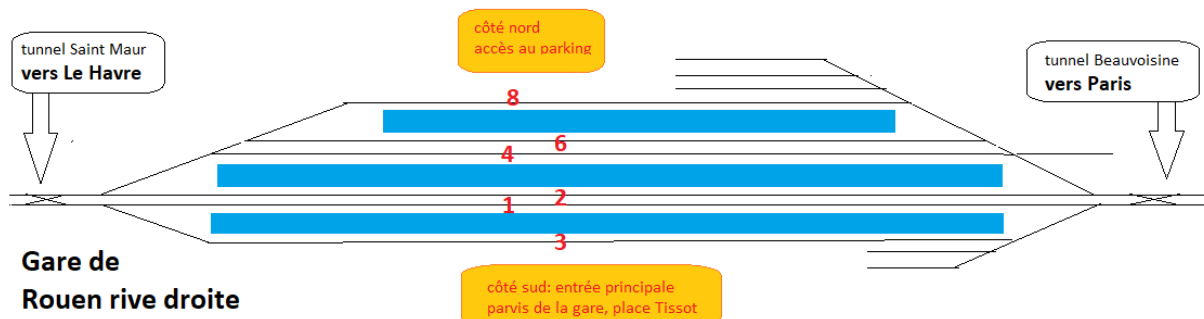 côté nord
accès au parking
tunnel Saint Maur
vers Le Havre
tunnel Beauvoisine
vers Paris
8
6
4
2
1
3
Gare de
Rouen rive droite
côté sud: entrée principale
parvis de la gare, place Tissot